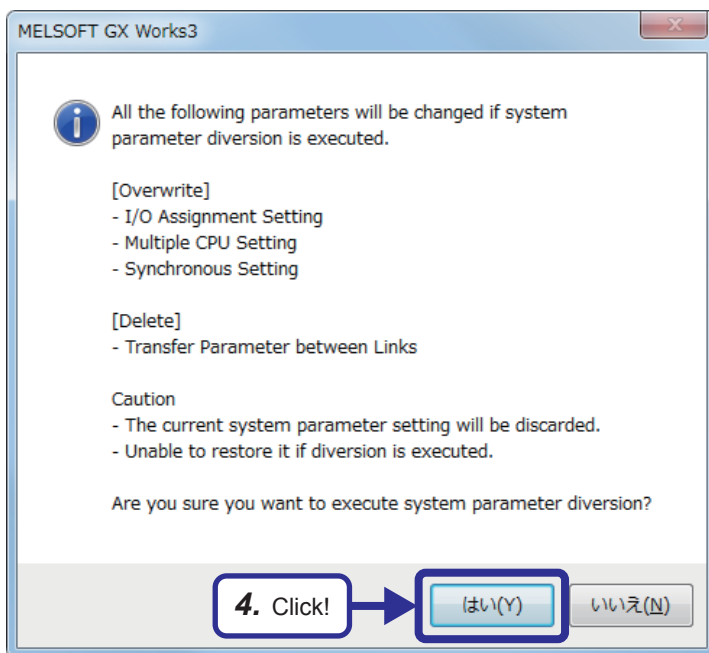 MELSOFT GX Works3
All the following parameters will be changed if system
parameter diversion is executed.
[Overwrite]
- I/O Assignment Setting
- Multiple CPU Setting
- Synchronous Setting
[Delete]
- Transfer Parameter between Links
Caution
- The current system parameter setting will be discarded.
- Unable to restore it if diversion is executed.
Are you sure you want to execute system parameter diversion?
4. Click!
はい(Y)
いいえ(N)